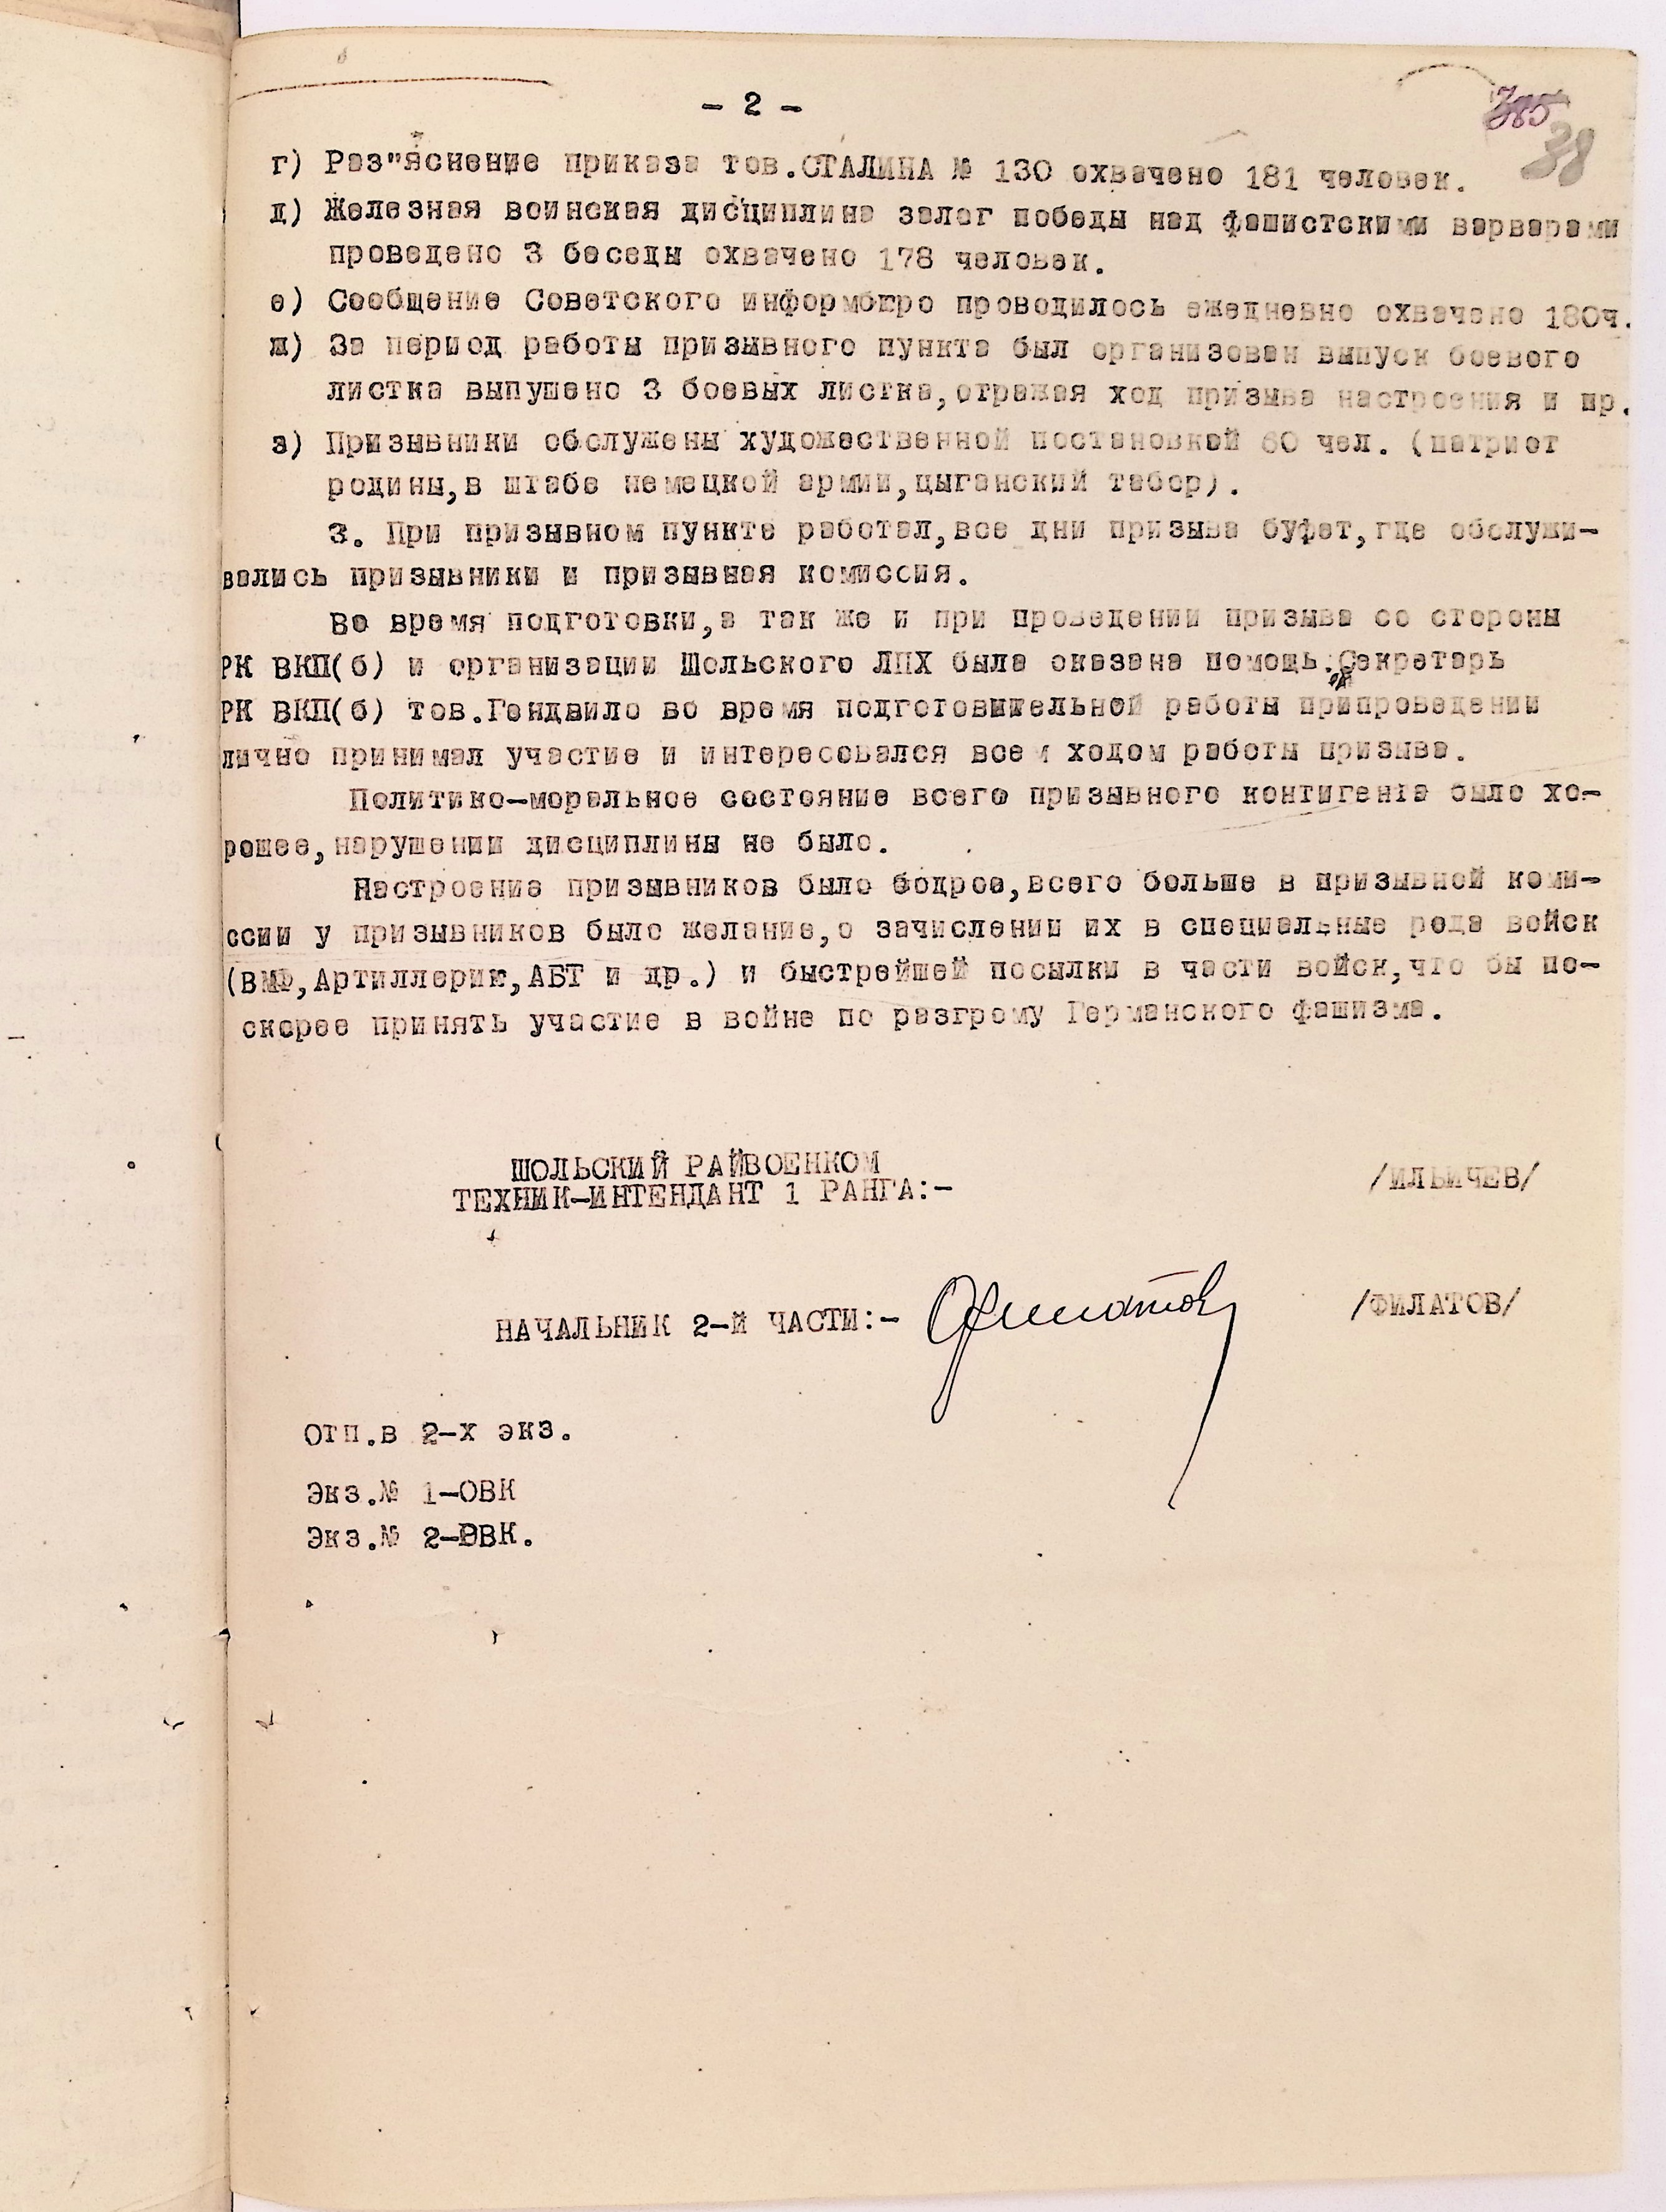 - 2 -
385
38
г) Раз"яснение приказа тов.СТАЛИНА № 130 охвачено 181 человек.
д) Железная воинская дисциплина залог победы над фашистскими варварами
проведено 3 беседы охвачено 178 человек.
е) Сообщение Советского информбюро проводилось ежедневно охвачено 180ч.
ж) За период работы призывного пункта был организован выпуск боевого
листка выпушено 3 боевых листка,отражая ход призыва настроения и пр.
з) Призывники обслужены художественной постановкой 60 чел. (патриот
родины,в штабе немецкой армии,цыганский табор).
3. При призывном пункте работал,все дни призыва буфет,где обслужи-
вались призывники и призывная комиссия.
Во время подготовки,а так же и при проведении призыва со стороны
РК ВКП(б) и организации Шольского ЛПХ была оказана помощь.Секретарь
РК ВКП(б) тов.Гендвило во время подготовительной работы припроведении
лично принимал участие и интересовался всем ходом работы призыва.
Политико-моральное состояние всего призывного контигента было хо-
рошее,нарушении дисциплины не было.
Настроение призывников было бодрое,всего больше в призывной коми-
ссии у призывников было желание,о зачислении их в специальные рода войск
(ВМФ,Артиллерик,АБТ и др.) и быстрейшей посылки в части войск,что бы по-
скорее принять участие в войне по разгрому Германского фашизма.
ШОЛЬСКИЙ РАЙВОЕНКОМ
ТЕХНИК-ИНТЕНДАНТ 1 РАНГА:- /ИЛЬИЧЕВ/
НАЧАЛЬНИК 2-Й ЧАСТИ:- Филатов /ФИЛАТОВ/
ОТП.в 2-х экз.
Экз.№ 1-ОВК
Экз.№ 2-РВК.